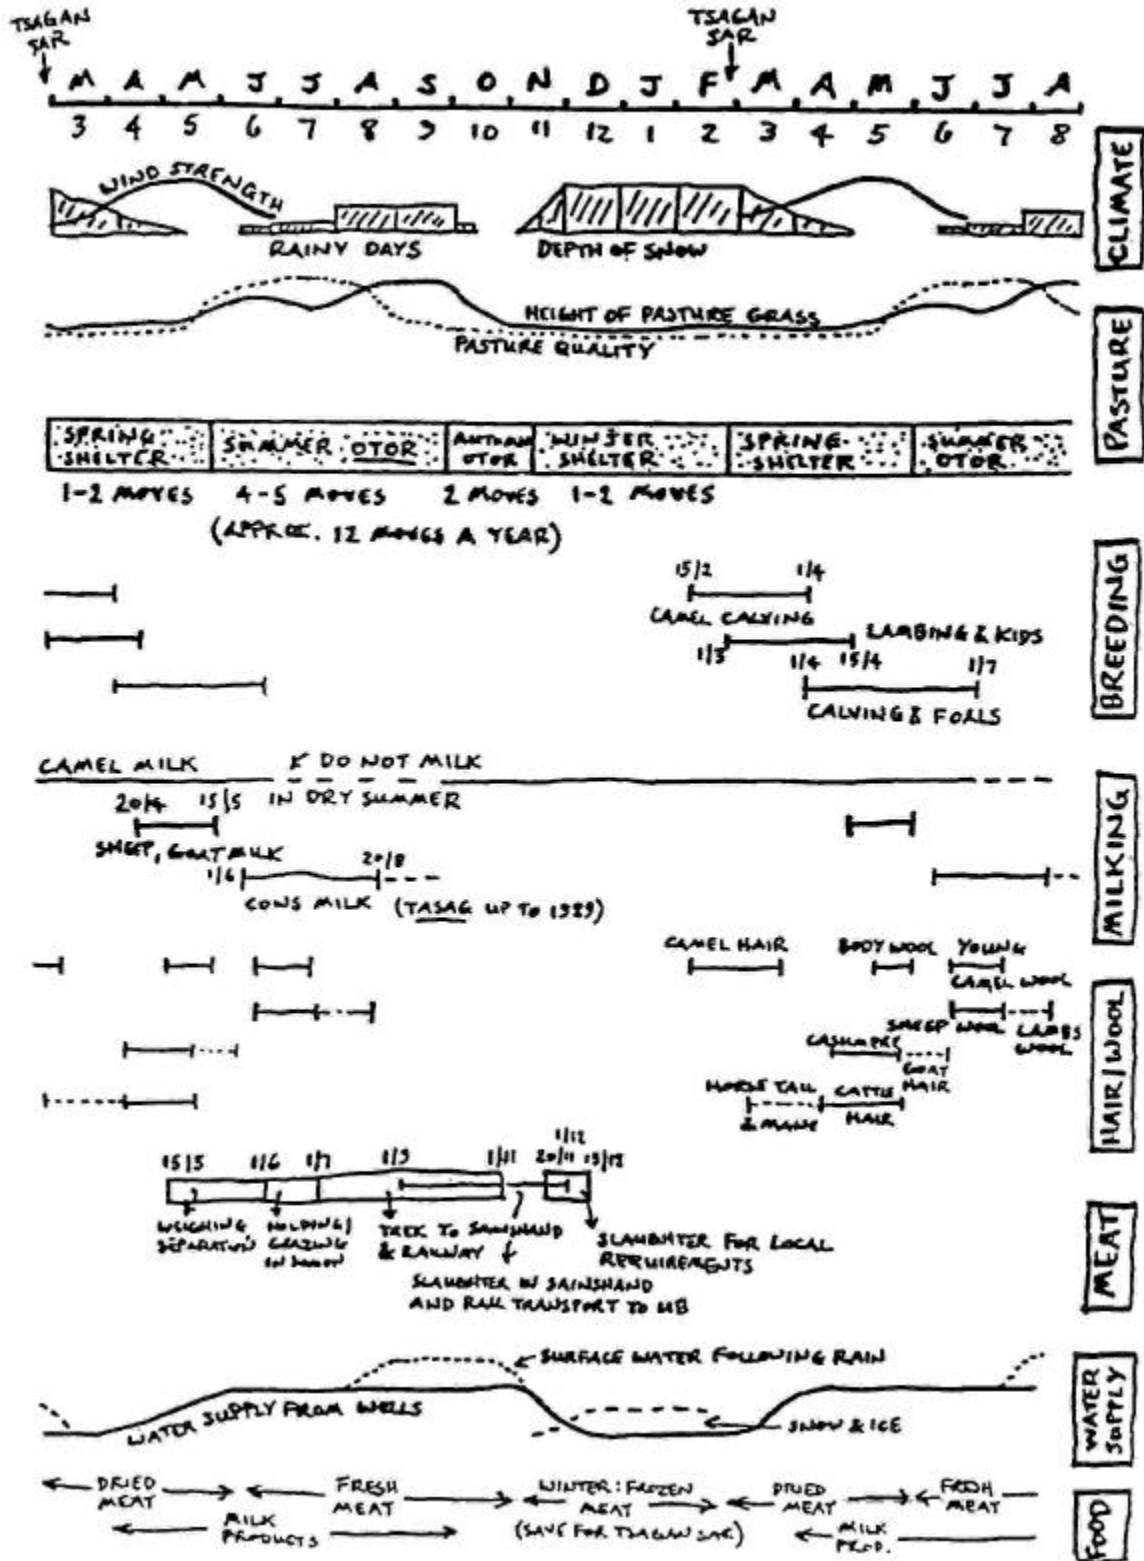 TSAGAN SAR
TSAGAN SAR
M A M J J A S O N D J F M A M J J A
3 4 5 6 7 8 9 10 11 12 1 2 3 4 5 6 7 8
CLIMATE
WIND STRENGTH
RAINY DAYS
DEPTH OF SNOW
PASTURE
HEIGHT OF PASTURE GRASS
PASTURE QUALITY
SPRING SHELTER
SUMMER OTOR
AUTUMN OTOR
WINTER SHELTER
SPRING SHELTER
SUMMER OTOR
1-2 MOVES 4-5 MOVES 2 MOVES 1-2 MOVES
(APPROX. 12 MOVES A YEAR)
BREEDING
15/2 1/4
CAMEL CALVING
LAMBING & KIDS
1/3 1/4 15/4 1/7
CALVING & FOALS
MILKING
CAMEL MILK
DO NOT MILK
IN DRY SUMMER
20/4 15/5
SHEEP, GOAT MILK
1/6 20/8
COWS MILK (TASAG UP TO 1989)
HAIR/WOOL
CAMEL HAIR
BODY WOOL
YOUNG
CAMEL WOOL
SHEEP WOOL
LAMBS WOOL
CASHMERE
GOAT HAIR
HORSE TAIL & MANE
CATTLE HAIR
MEAT
15/5 1/6 1/7 1/9 1/11 20/11 1/12 15/12
WEIGHING SEPARATION
HOLDING/
GRAZING
TREK TO SAINSHAND
& RAILWAY
SLAUGHTER IN SAINSHAND
AND RAIL TRANSPORT TO UB
SLAUGHTER FOR LOCAL
REQUIREMENTS
WATER SUPPLY
SURFACE WATER FOLLOWING RAIN
WATER SUPPLY FROM WELLS
SNOW & ICE
FOOD
DRIED MEAT
FRESH MEAT
WINTER: FROZEN MEAT
DRIED MEAT
FRESH MEAT
MILK PRODUCTS
(SAVE FOR TSAGAN SAR)
MILK PROD.